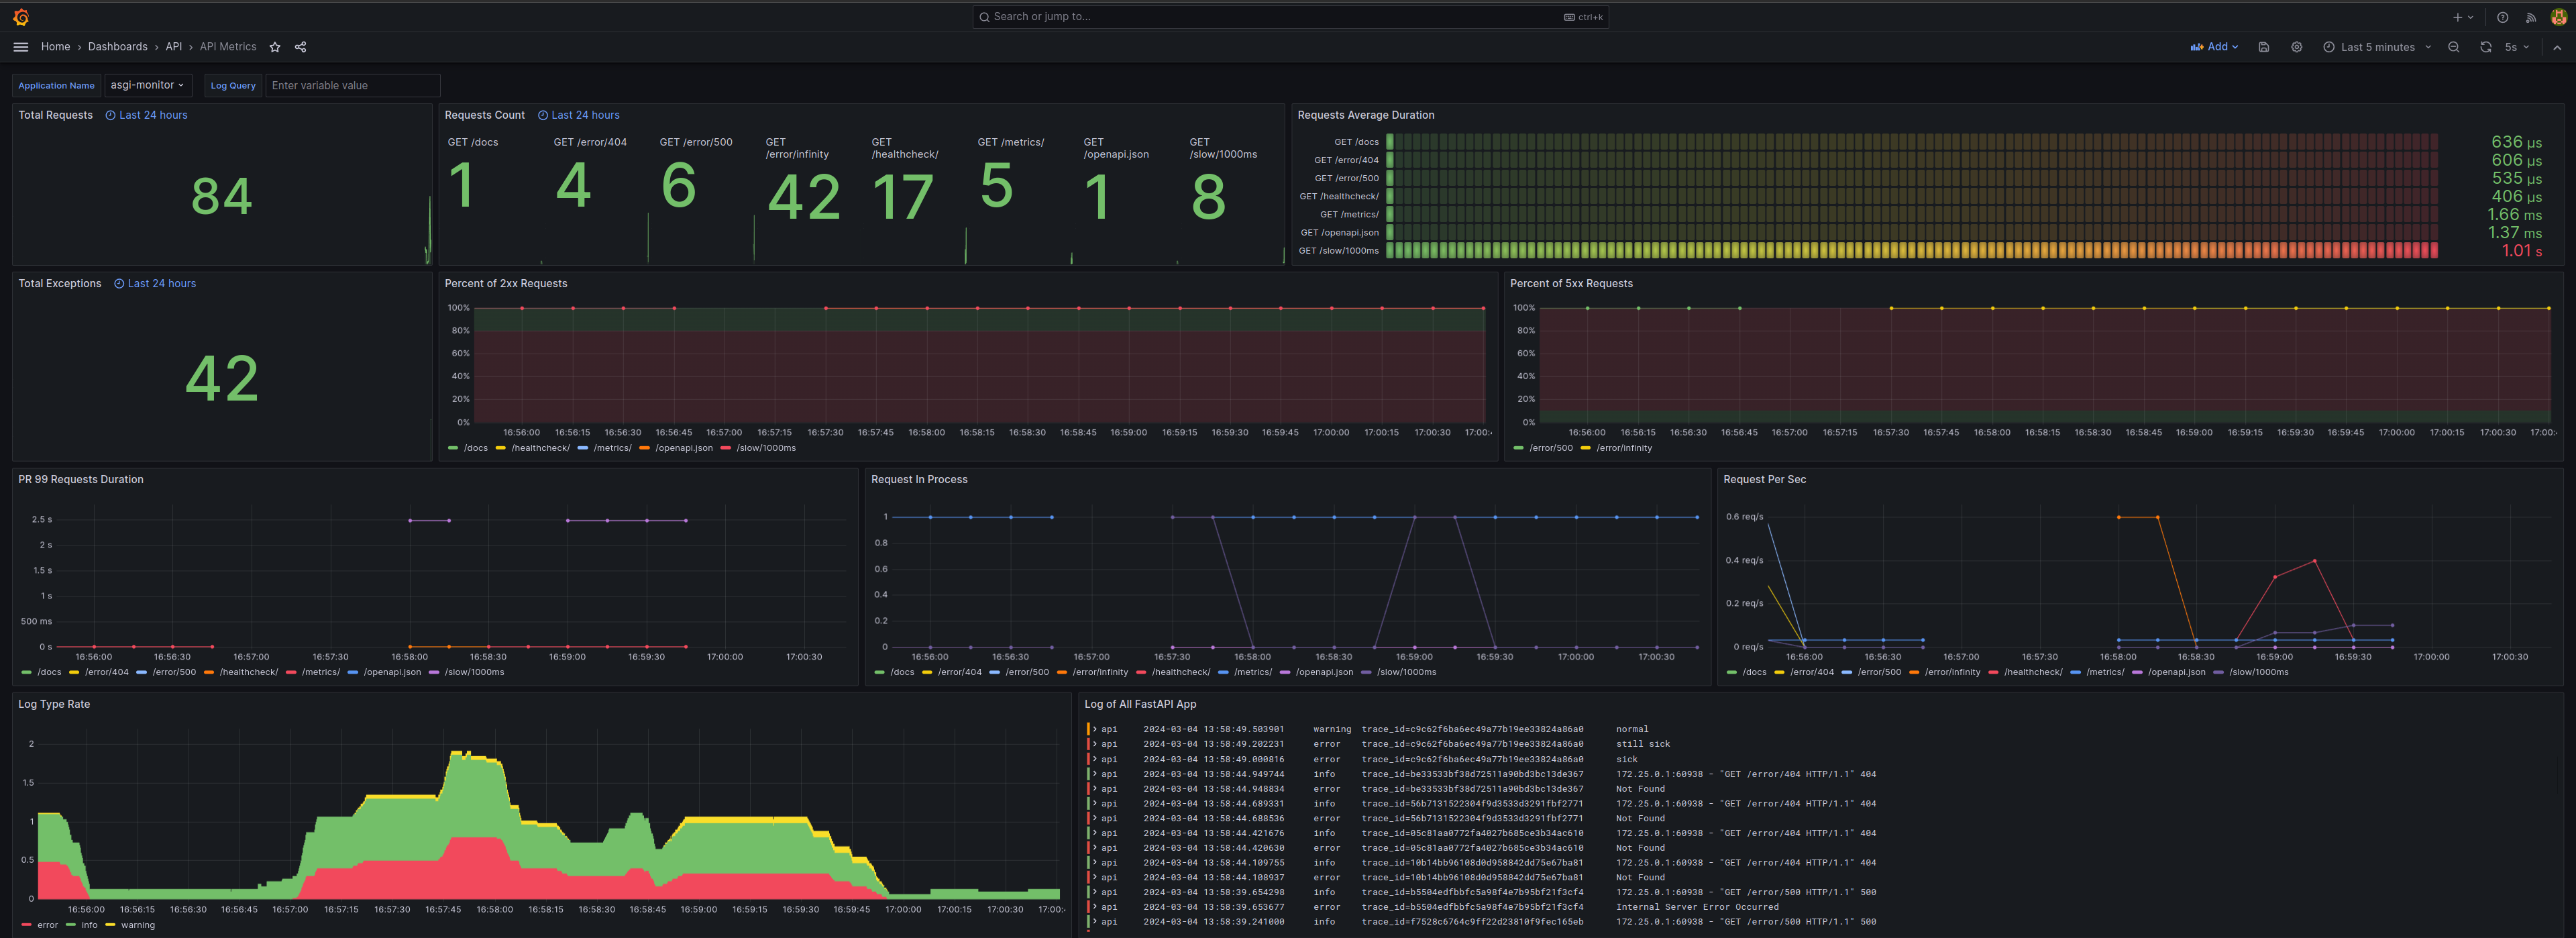 Search or jump to...
ctrl+k
Home › Dashboards › API › API Metrics
Add
Last 5 minutes
5s
Application Name
asgi-monitor
Log Query
Enter variable value
Total Requests
Last 24 hours
84
Requests Count
Last 24 hours
GET /docs
1
GET /error/404
4
GET /error/500
6
GET
/error/infinity
42
GET
/healthcheck/
17
GET /metrics/
5
GET
/openapi.json
1
GET
/slow/1000ms
8
Requests Average Duration
GET /docs 636 µs
GET /error/404 606 µs
GET /error/500 535 µs
GET /healthcheck/ 406 µs
GET /metrics/ 1.66 ms
GET /openapi.json 1.37 ms
GET /slow/1000ms 1.01 s
Total Exceptions
Last 24 hours
42
Percent of 2xx Requests
100%
80%
60%
40%
20%
0%
16:56:00 16:56:15 16:56:30 16:56:45 16:57:00 16:57:15 16:57:30 16:57:45 16:58:00 16:58:15 16:58:30 16:58:45 16:59:00 16:59:15 16:59:30 16:59:45 17:00:00 17:00:15 17:00:30 17:00:
/docs /healthcheck/ /metrics/ /openapi.json /slow/1000ms
Percent of 5xx Requests
100%
80%
60%
40%
20%
0%
16:56:00 16:56:15 16:56:30 16:56:45 16:57:00 16:57:15 16:57:30 16:57:45 16:58:00 16:58:15 16:58:30 16:58:45 16:59:00 16:59:15 16:59:30 16:59:45 17:00:00 17:00:15 17:00:30 17:00:
/error/500 /error/infinity
PR 99 Requests Duration
2.5 s
2 s
1.5 s
1 s
500 ms
0 s
16:56:00 16:56:30 16:57:00 16:57:30 16:58:00 16:58:30 16:59:00 16:59:30 17:00:00 17:00:30
/docs /error/404 /error/500 /healthcheck/ /metrics/ /openapi.json /slow/1000ms
Request In Process
1
0.8
0.6
0.4
0.2
0
16:56:00 16:56:30 16:57:00 16:57:30 16:58:00 16:58:30 16:59:00 16:59:30 17:00:00 17:00:30
/docs /error/404 /error/500 /error/infinity /healthcheck/ /metrics/ /openapi.json /slow/1000ms
Request Per Sec
0.6 req/s
0.4 req/s
0.2 req/s
0 req/s
16:56:00 16:56:30 16:57:00 16:57:30 16:58:00 16:58:30 16:59:00 16:59:30 17:00:00 17:00:30
/docs /error/404 /error/500 /error/infinity /healthcheck/ /metrics/ /openapi.json /slow/1000ms
Log Type Rate
2
1.5
1
0.5
0
16:56:00 16:56:15 16:56:30 16:56:45 16:57:00 16:57:15 16:57:30 16:57:45 16:58:00 16:58:15 16:58:30 16:58:45 16:59:00 16:59:15 16:59:30 16:59:45 17:00:00 17:00:15 17:00:30 17:00:
error info warning
Log of All FastAPI App
api 2024-03-04 13:58:49.503901 warning trace_id=c9c62f6ba6ec49a77b19ee33824a86a0 normal
api 2024-03-04 13:58:49.202231 error trace_id=c9c62f6ba6ec49a77b19ee33824a86a0 still sick
api 2024-03-04 13:58:49.000816 error trace_id=c9c62f6ba6ec49a77b19ee33824a86a0 sick
api 2024-03-04 13:58:44.949744 info trace_id=be33533bf38d72511a90bd3bc13de367 172.25.0.1:60938 - "GET /error/404 HTTP/1.1" 404
api 2024-03-04 13:58:44.948834 error trace_id=be33533bf38d72511a90bd3bc13de367 Not Found
api 2024-03-04 13:58:44.689331 info trace_id=56b7131522304f9d3533d3291fbf2771 172.25.0.1:60938 - "GET /error/404 HTTP/1.1" 404
api 2024-03-04 13:58:44.688536 error trace_id=56b7131522304f9d3533d3291fbf2771 Not Found
api 2024-03-04 13:58:44.421676 info trace_id=05c81aa0772fa4027b685ce3b34ac610 172.25.0.1:60938 - "GET /error/404 HTTP/1.1" 404
api 2024-03-04 13:58:44.420630 error trace_id=05c81aa0772fa4027b685ce3b34ac610 Not Found
api 2024-03-04 13:58:44.109755 info trace_id=10b14bb96108d0d958842dd75e67ba81 172.25.0.1:60938 - "GET /error/404 HTTP/1.1" 404
api 2024-03-04 13:58:44.108937 error trace_id=10b14bb96108d0d958842dd75e67ba81 Not Found
api 2024-03-04 13:58:39.654298 info trace_id=b5504edfbbfc5a98f4e7b95bf21f3cf4 172.25.0.1:60938 - "GET /error/500 HTTP/1.1" 500
api 2024-03-04 13:58:39.653677 error trace_id=b5504edfbbfc5a98f4e7b95bf21f3cf4 Internal Server Error Occurred
api 2024-03-04 13:58:39.241000 info trace_id=f7528c6764c9ff22d23810f9fec165eb 172.25.0.1:60938 - "GET /error/500 HTTP/1.1" 500